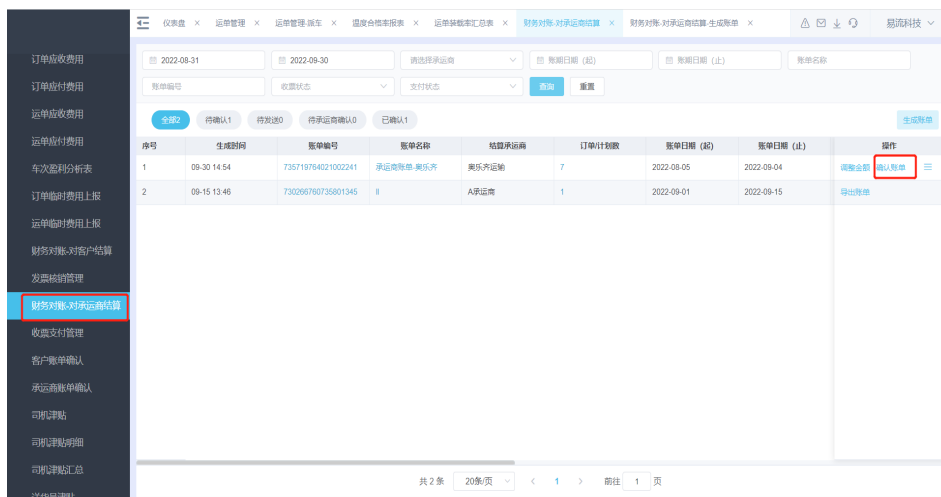 仪表盘 × 运单管理 × 运单管理-派车 × 温度合格率报表 × 运单装载率汇总表 × 财务对账-对承运商结算 × 财务对账-对承运商结算-生成账单 × 易流科技
订单应收费用
订单应付费用
运单应收费用
运单应付费用
车次盈利分析表
订单临时费用上报
运单临时费用上报
财务对账-对客户结算
发票核销管理
财务对账-对承运商结算
收票支付管理
客户账单确认
承运商账单确认
司机津贴
司机津贴明细
司机津贴汇总
2022-08-31 2022-09-30 请选择承运商 账期日期 (起) 账期日期 (止) 账单名称
账单编号 收票状态 支付状态 查询 重置
全部2 待确认1 待发送0 待承运商确认0 已确认1 生成账单
序号 生成时间 账单编号 账单名称 结算承运商 订单/计划数 账单日期 (起) 账单日期 (止) 操作
1 09-30 14:54 735719764021002241 承运商账单-奥乐齐 奥乐齐运输 7 2022-08-05 2022-09-04 调整金额 确认账单
2 09-15 13:46 730266760735801345 II A承运商 1 2022-09-01 2022-09-15 导出账单
共 2 条 20条/页 < 1 > 前往 1 页